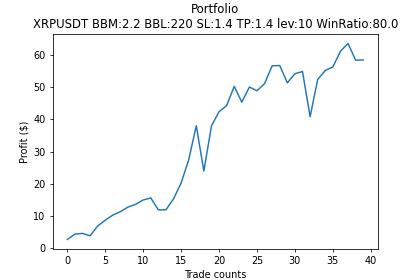 Portfolio
XRPUSDT BBM:2.2 BBL:220 SL:1.4 TP:1.4 lev:10 WinRatio:80.0
60
50
40
30
20
10
0
Profit ($)
0 5 10 15 20 25 30 35 40
Trade counts